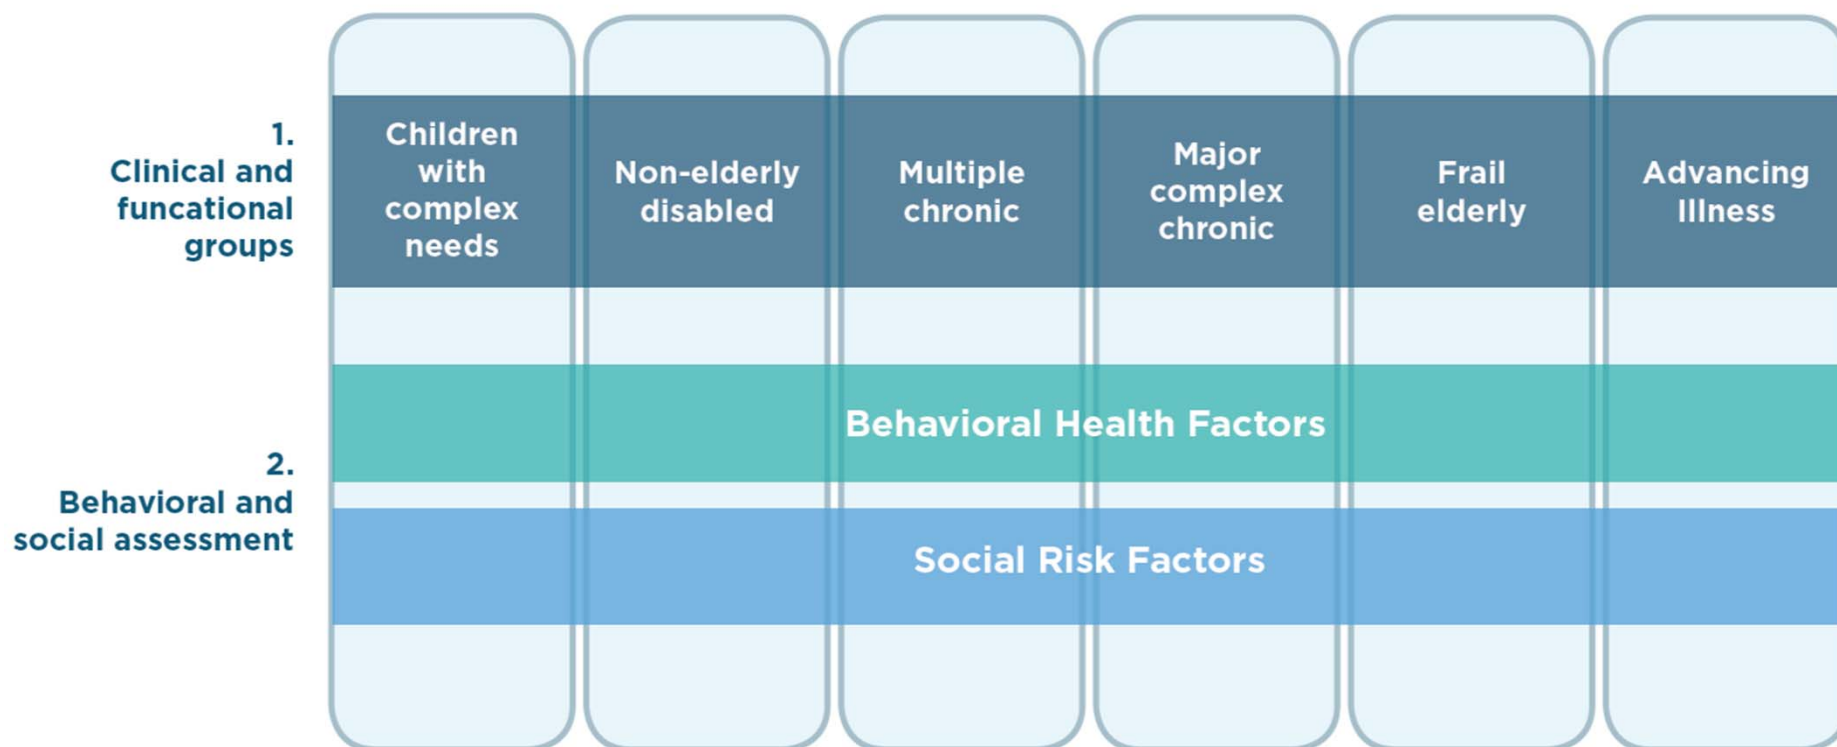 1.
Clinical and
funcational
groups
Children
with
complex
needs
Non-elderly
disabled
Multiple
chronic
Major
complex
chronic
Frail
elderly
Advancing
Illness
2.
Behavioral and
social assessment
Behavioral Health Factors
Social Risk Factors